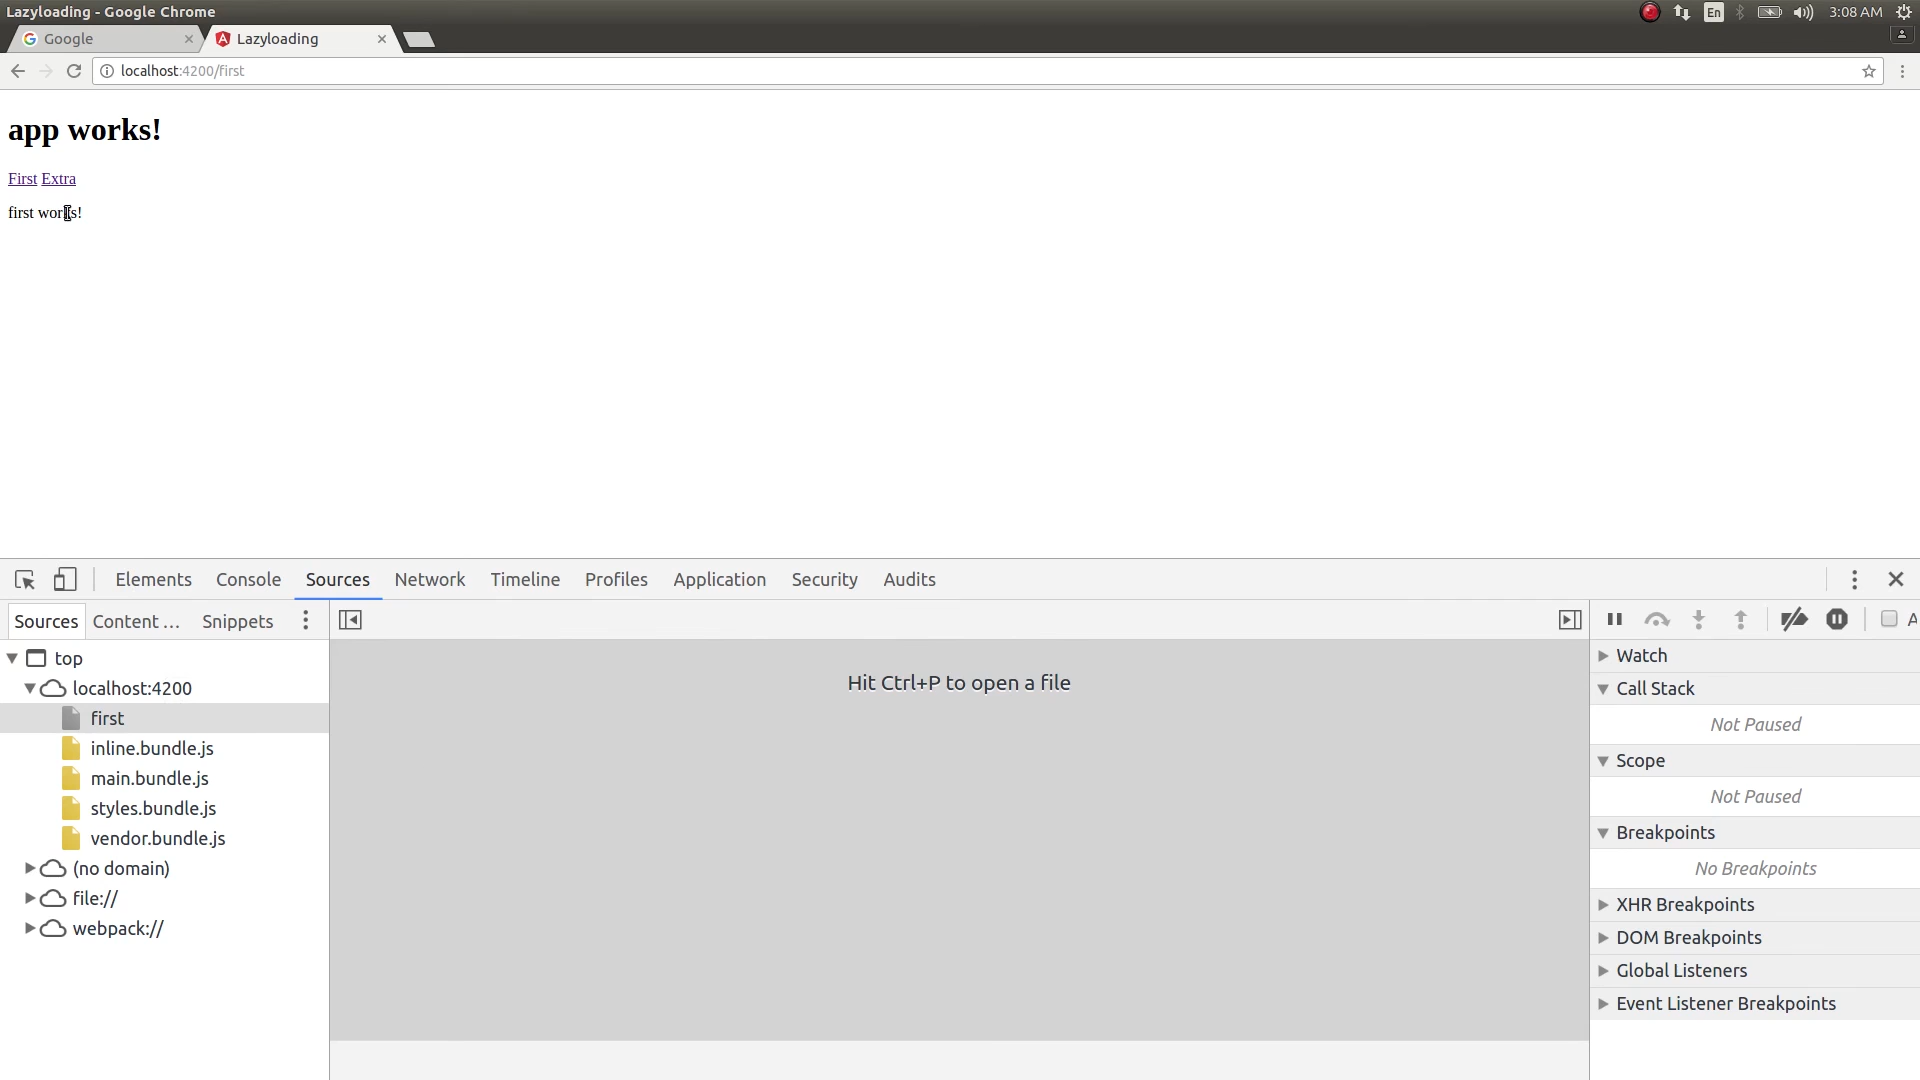 Lazyloading - Google Chrome
En
3:08 AM
Google
Lazyloading
localhost:4200/first
app works!
First Extra
first works!
Elements Console Sources Network Timeline Profiles Application Security Audits
Sources Content ... Snippets
A
top
localhost:4200
first
inline.bundle.js
main.bundle.js
styles.bundle.js
vendor.bundle.js
(no domain)
file://
webpack://
Hit Ctrl+P to open a file
Watch
Call Stack
Not Paused
Scope
Not Paused
Breakpoints
No Breakpoints
XHR Breakpoints
DOM Breakpoints
Global Listeners
Event Listener Breakpoints